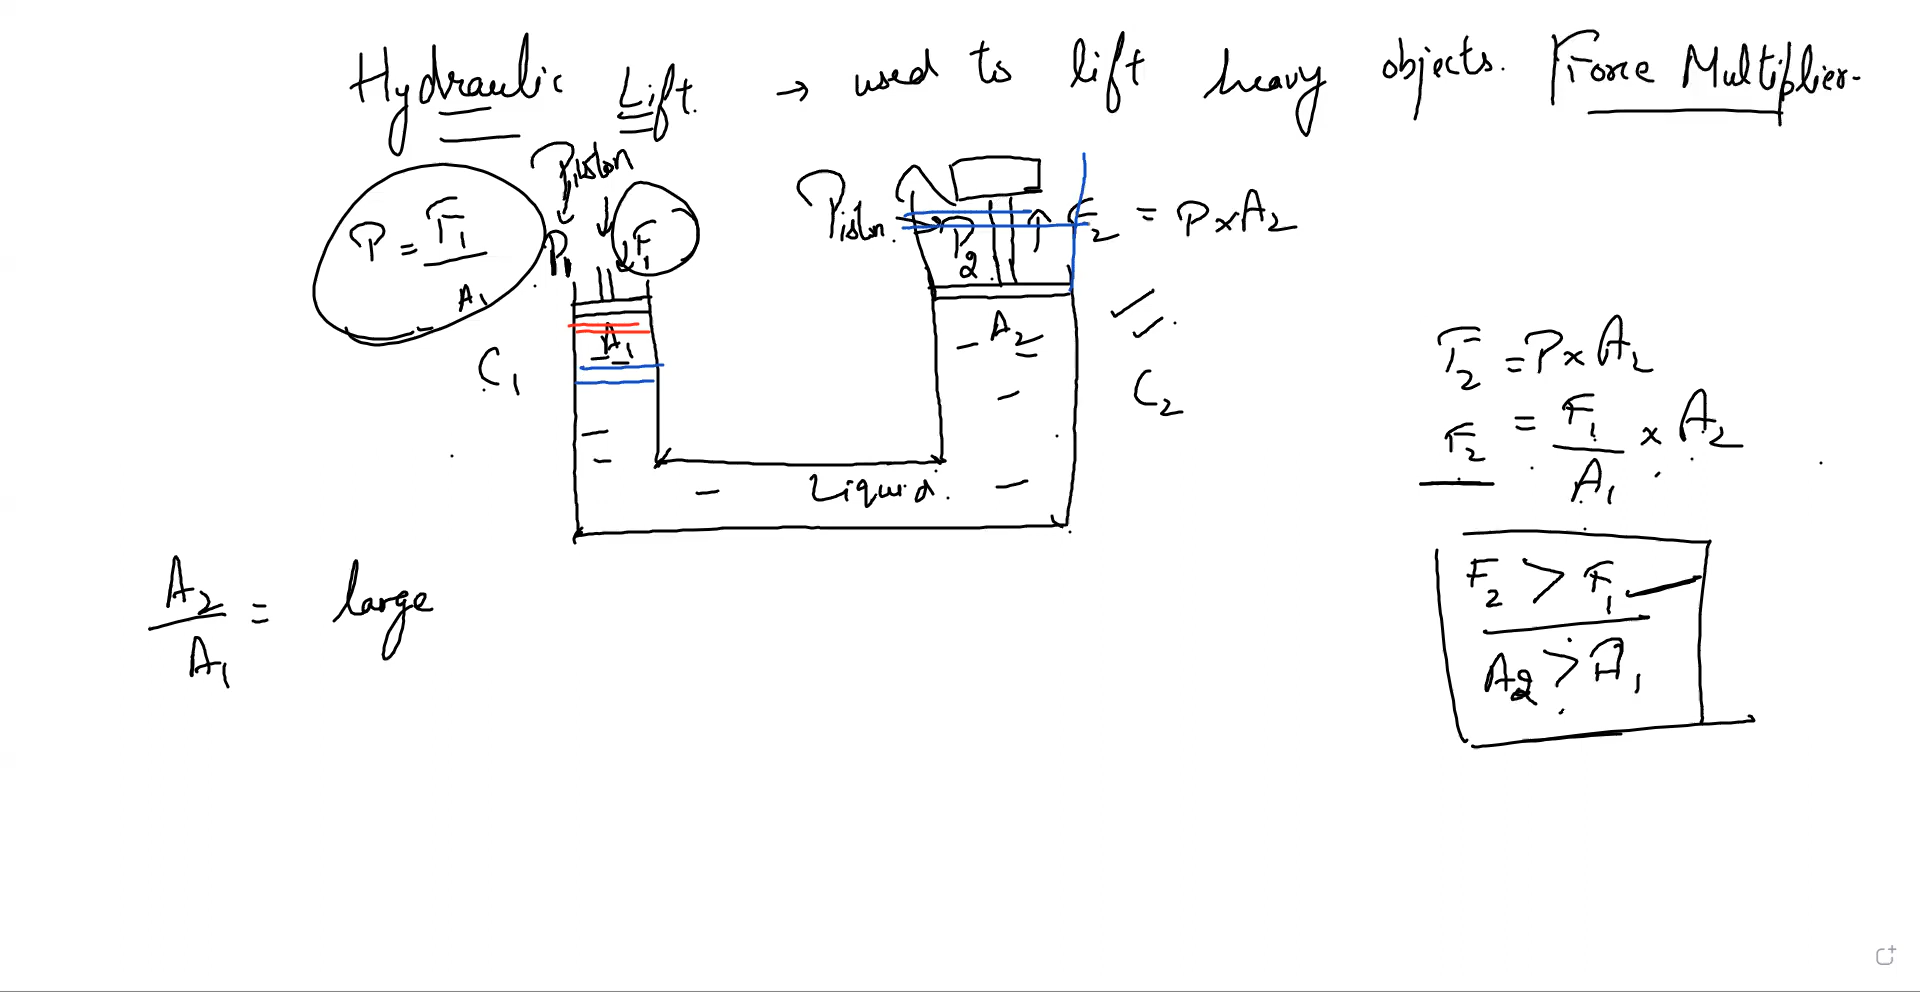 Hydraulic Lift. → used to lift heavy objects. Force Multiplier.
Piston
P = F₁ / A₁
P₁
F₁
Piston.
P₂
F₂ = P×A₂
A₁
A₂
C₁
C₂
Liquid.
F₂ = P × A₂
F₂ = F₁ / A₁ × A₂
F₂ > F₁
A₂ > A₁
A₂ / A₁ = large